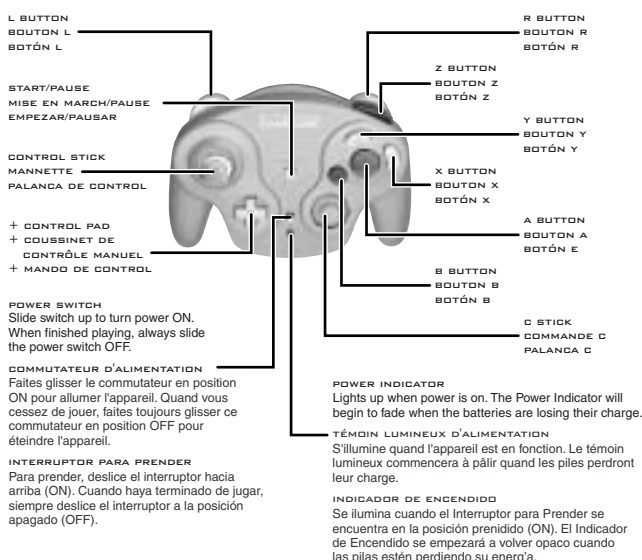 L BUTTON
BOUTON L
BOTÓN L
START/PAUSE
MISE EN MARCH/PAUSE
EMPEZAR/PAUSAR
CONTROL STICK
MANNETTE
PALANCA DE CONTROL
+ CONTROL PAD
+ COUSSINET DE
CONTRÔLE MANUEL
+ MANDO DE CONTROL
POWER SWITCH
Slide switch up to turn power ON.
When finished playing, always slide
the power switch OFF.
COMMUTATEUR D'ALIMENTATION
Faites glisser le commutateur en position
ON pour allumer l'appareil. Quand vous
cessez de jouer, faites toujours glisser ce
commutateur en position OFF pour
éteindre l'appareil.
INTERRUPTOR PARA PRENDER
Para prender, deslice el interruptor hacia
arriba (ON). Cuando haya terminado de jugar,
siempre deslice el interruptor a la posición
apagado (OFF).
R BUTTON
BOUTON R
BOTÓN R
Z BUTTON
BOUTON Z
BOTÓN Z
Y BUTTON
BOUTON Y
BOTÓN Y
X BUTTON
BOUTON X
BOTÓN X
A BUTTON
BOUTON A
BOTÓN E
B BUTTON
BOUTON B
BOTÓN B
C STICK
COMMANDE C
PALANCA C
POWER INDICATOR
Lights up when power is on. The Power Indicator will
begin to fade when the batteries are losing their charge.
TÉMOIN LUMINEUX D'ALIMENTATION
S'illumine quand l'appareil est en fonction. Le témoin
lumineux commencera à pâlir quand les piles perdront
leur charge.
INDICADOR DE ENCENDIDO
Se ilumina cuando el Interruptor para Prender se
encuentra en la posición prenidido (ON). El Indicador
de Encendido se empezará a volver opaco cuando
las pilas estén perdiendo su energ'a.